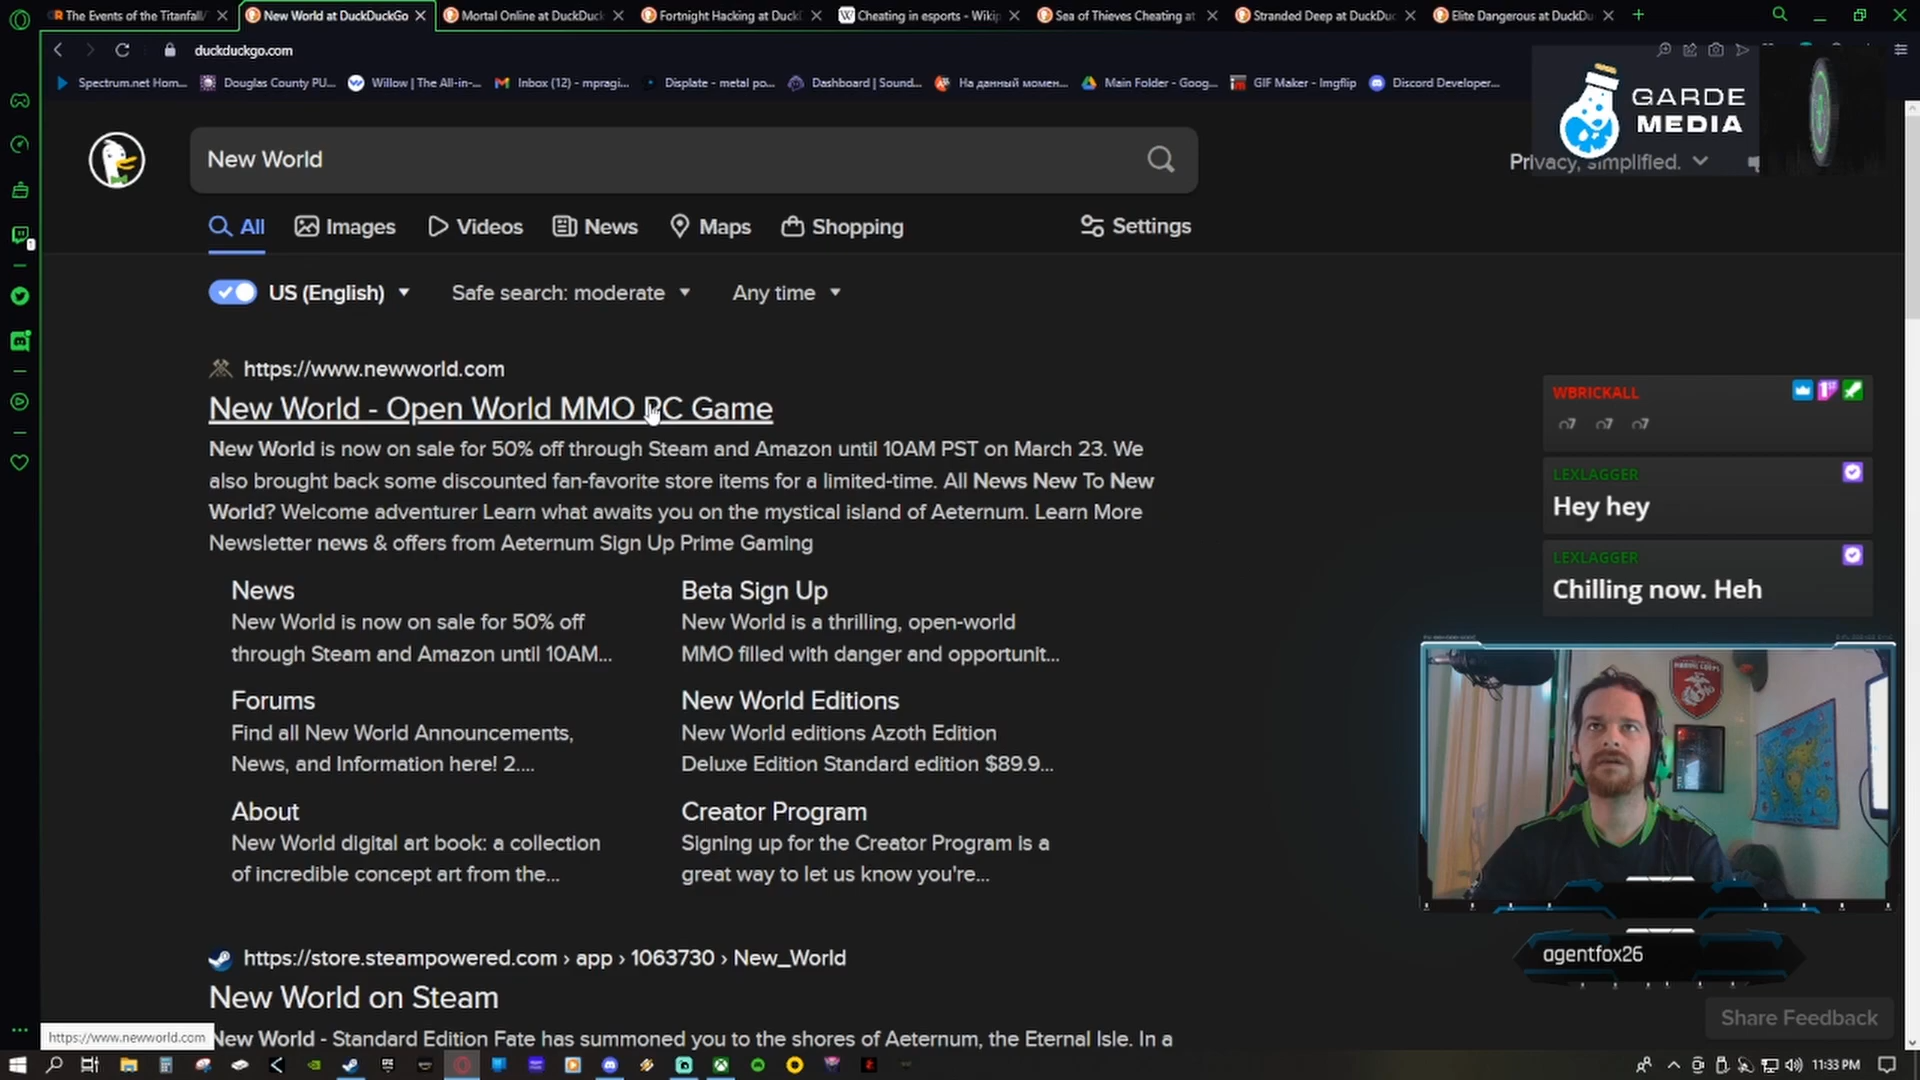 The Events of the Titanfall
New World at DuckDuckGo
Mortal Online at DuckDuc
Fortnight Hacking at Duck
Cheating in esports - Wikip
Sea of Thieves Cheating at
Stranded Deep at DuckDuc
Elite Dangerous at DuckDu
duckduckgo.com
Spectrum.net Hom...
Douglas County PU...
Willow | The All-in-...
Inbox (12) - mpragi...
Displate - metal po...
Dashboard | Sound...
На данный момен...
Main Folder - Goog...
GIF Maker - Imgflip
Discord Developer...
GARDE
MEDIA
New World
Privacy, simplified.
All
Images
Videos
News
Maps
Shopping
Settings
US (English)
Safe search: moderate
Any time
https://www.newworld.com
New World - Open World MMO PC Game
New World is now on sale for 50% off through Steam and Amazon until 10AM PST on March 23. We
also brought back some discounted fan-favorite store items for a limited-time. All News New To New
World? Welcome adventurer Learn what awaits you on the mystical island of Aeternum. Learn More
Newsletter news & offers from Aeternum Sign Up Prime Gaming
News
New World is now on sale for 50% off
through Steam and Amazon until 10AM...
Beta Sign Up
New World is a thrilling, open-world
MMO filled with danger and opportunit...
Forums
Find all New World Announcements,
News, and Information here! 2....
New World Editions
New World editions Azoth Edition
Deluxe Edition Standard edition $89.9...
About
New World digital art book: a collection
of incredible concept art from the...
Creator Program
Signing up for the Creator Program is a
great way to let us know you're...
https://store.steampowered.com › app › 1063730 › New_World
New World on Steam
New World - Standard Edition Fate has summoned you to the shores of Aeternum, the Eternal Isle. In a
https://www.newworld.com
WBRICKALL
LEXLAGGER
Hey hey
LEXLAGGER
Chilling now. Heh
agentfox26
Share Feedback
11:33 PM